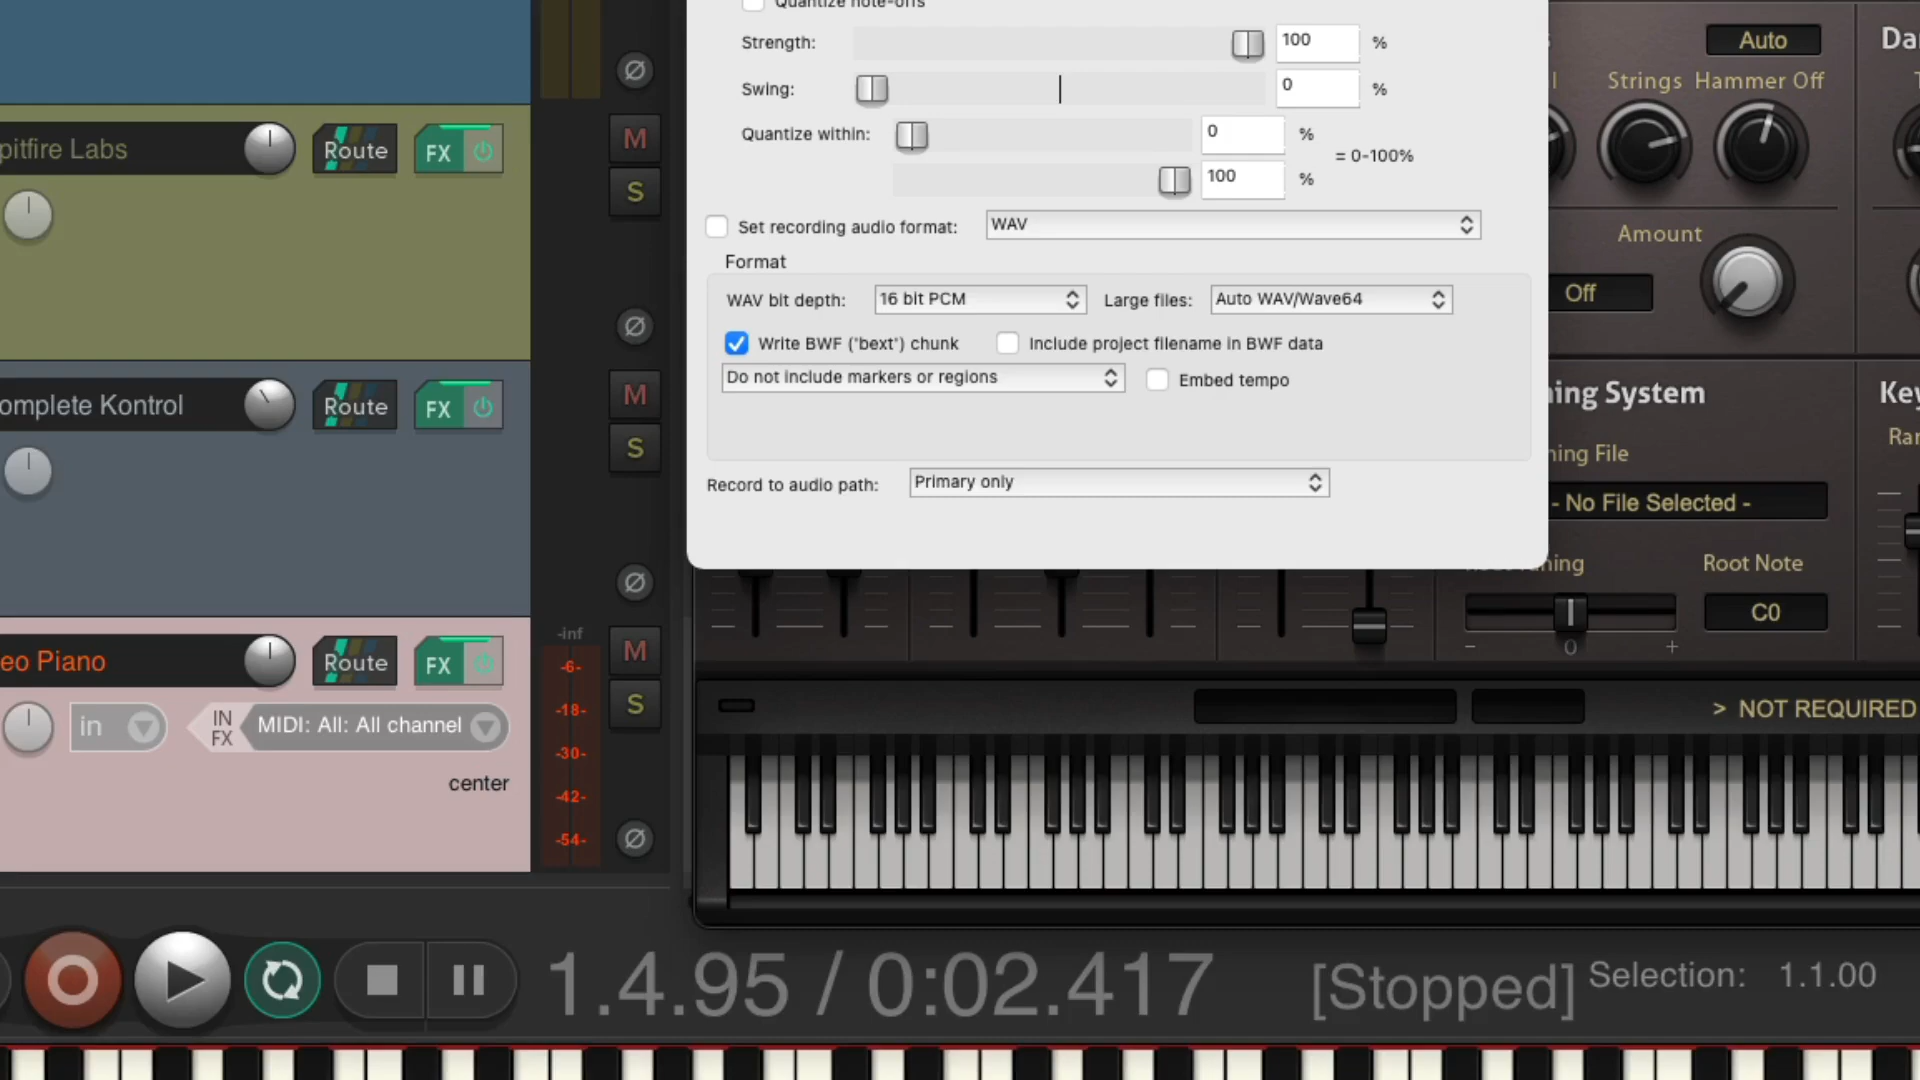 Quantize note-offs
Strength: 100 %
Swing: 0 %
Quantize within: 0 %
= 0-100%
100 %
Set recording audio format: WAV
Format
WAV bit depth: 16 bit PCM Large files: Auto WAV/Wave64
Write BWF ('bext') chunk Include project filename in BWF data
Do not include markers or regions Embed tempo
Record to audio path: Primary only
pitfire Labs Route FX
M
S
omplete Kontrol Route FX
M
S
eo Piano Route FX
M
S
in IN FX MIDI: All: All channel
center
-inf
-6-
-18-
-30-
-42-
-54-
Auto
Strings Hammer Off
Amount
Off
ing System
ing File
- No File Selected -
ning Root Note
C0
- 0 +
> NOT REQUIRED
1.4.95 / 0:02.417 [Stopped] Selection: 1.1.00